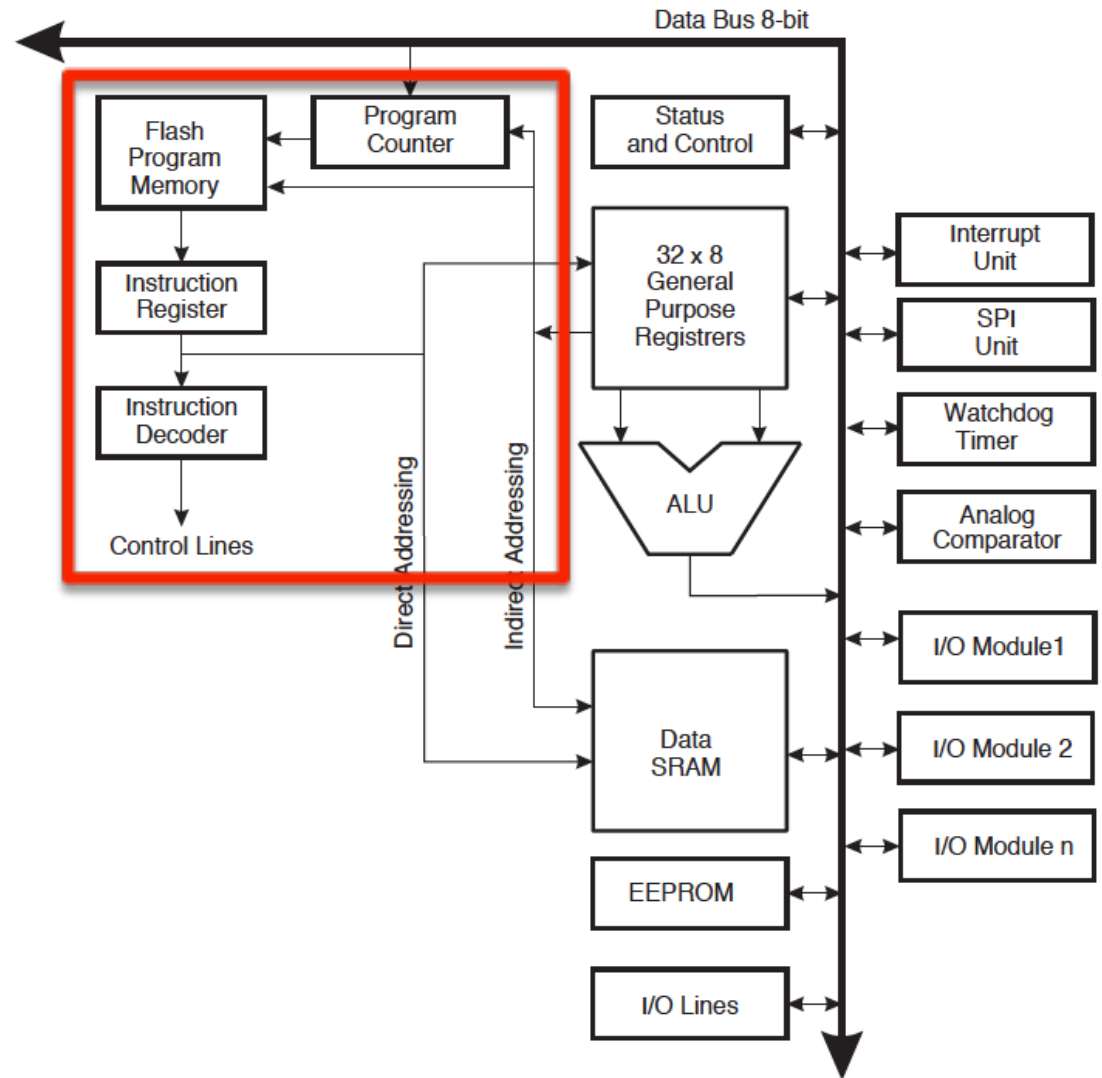 Data Bus 8-bit
Flash
Program
Memory
Program
Counter
Status
and Control
Instruction
Register
32 x 8
General
Purpose
Registrers
Interrupt
Unit
SPI
Unit
Instruction
Decoder
Watchdog
Timer
ALU
Control Lines
Direct Addressing
Indirect Addressing
Analog
Comparator
I/O Module1
Data
SRAM
I/O Module 2
I/O Module n
EEPROM
I/O Lines